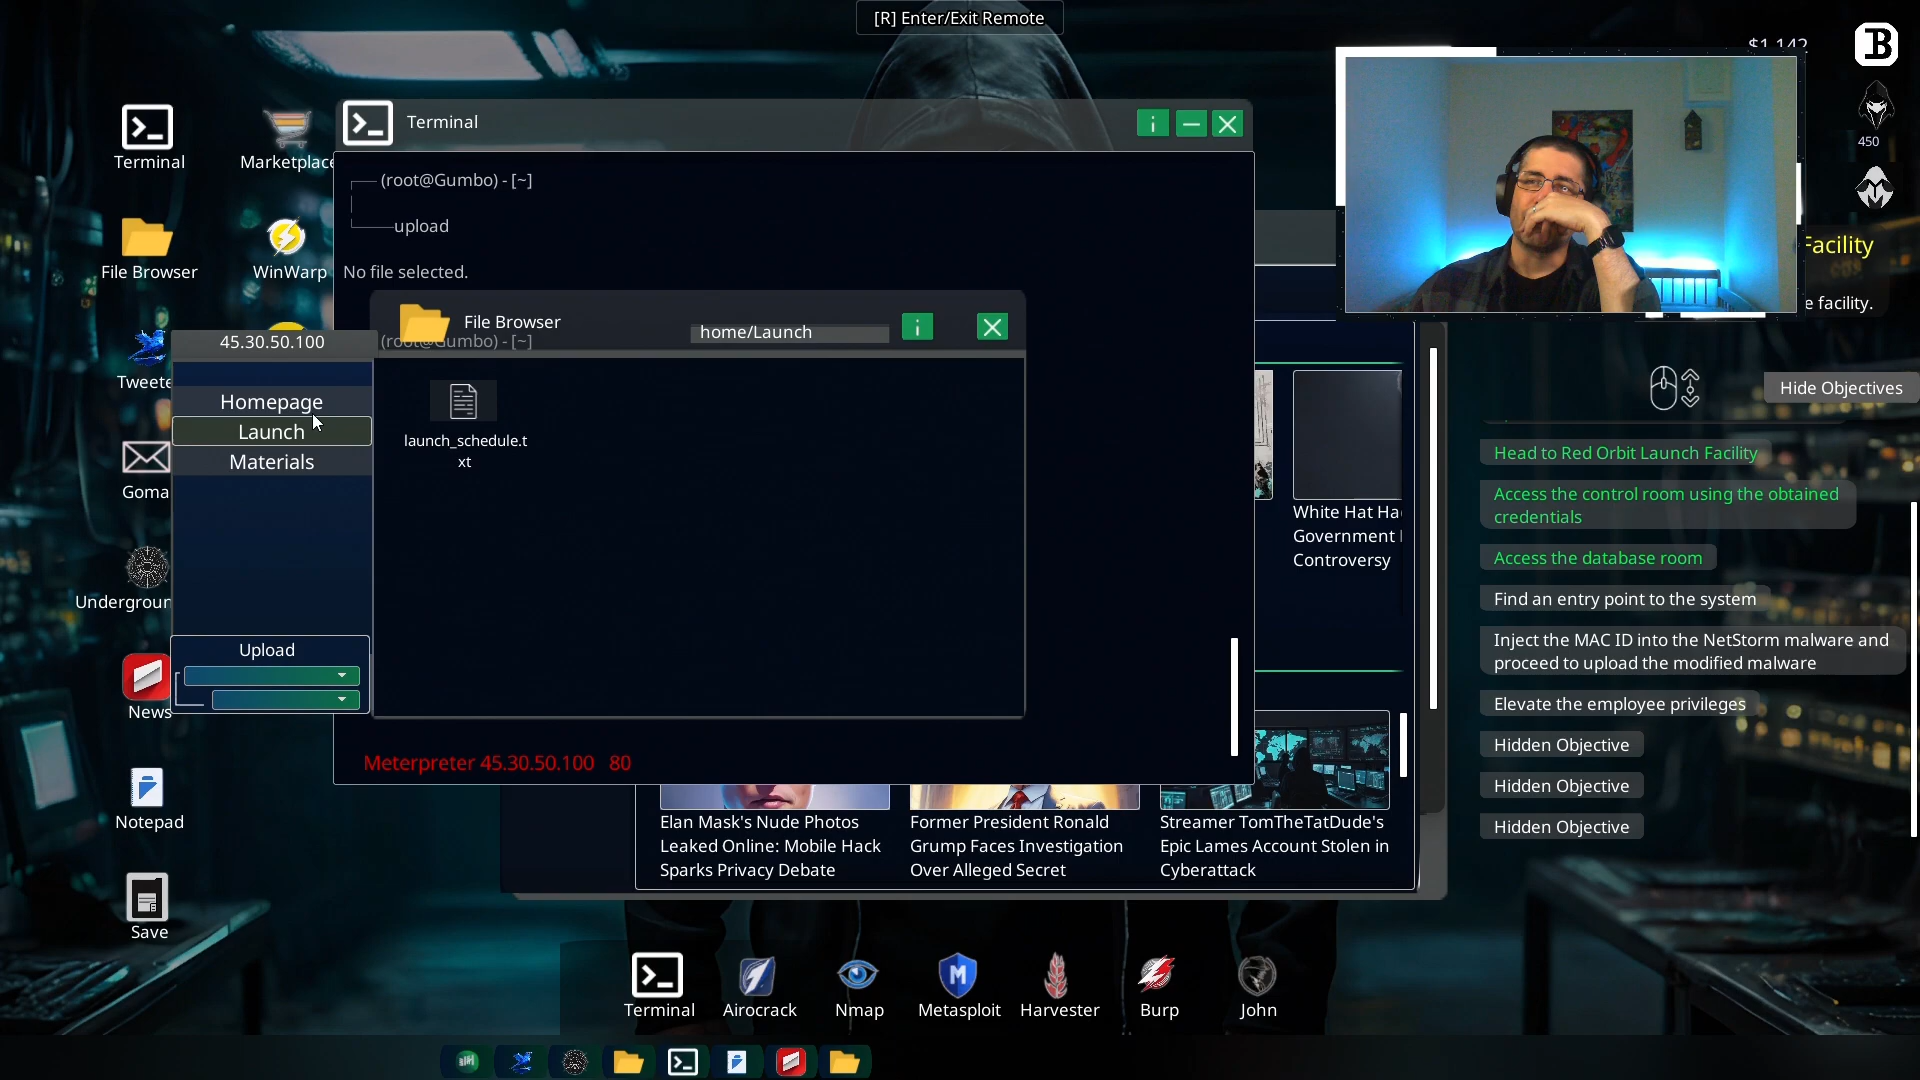 [R] Enter/Exit Remote
Terminal
Marketplace
File Browser
WinWarp
Tweete
Goma
Undergroun
News
Notepad
Save
Terminal
(root@Gumbo) - [~]
upload
No file selected.
(root@Gumbo) - [~]
File Browser
home/Launch
45.30.50.100
Homepage
Launch
Materials
Upload
launch_schedule.t
xt
Meterpreter 45.30.50.100 80
White Hat Ha
Government
Controversy
Elan Mask's Nude Photos
Leaked Online: Mobile Hack
Sparks Privacy Debate
Former President Ronald
Grump Faces Investigation
Over Alleged Secret
Streamer TomTheTatDude's
Epic Lames Account Stolen in
Cyberattack
$1,142
B
450
Facility
e facility.
Hide Objectives
Head to Red Orbit Launch Facility
Access the control room using the obtained
credentials
Access the database room
Find an entry point to the system
Inject the MAC ID into the NetStorm malware and
proceed to upload the modified malware
Elevate the employee privileges
Hidden Objective
Hidden Objective
Hidden Objective
Terminal
Airocrack
Nmap
Metasploit
Harvester
Burp
John